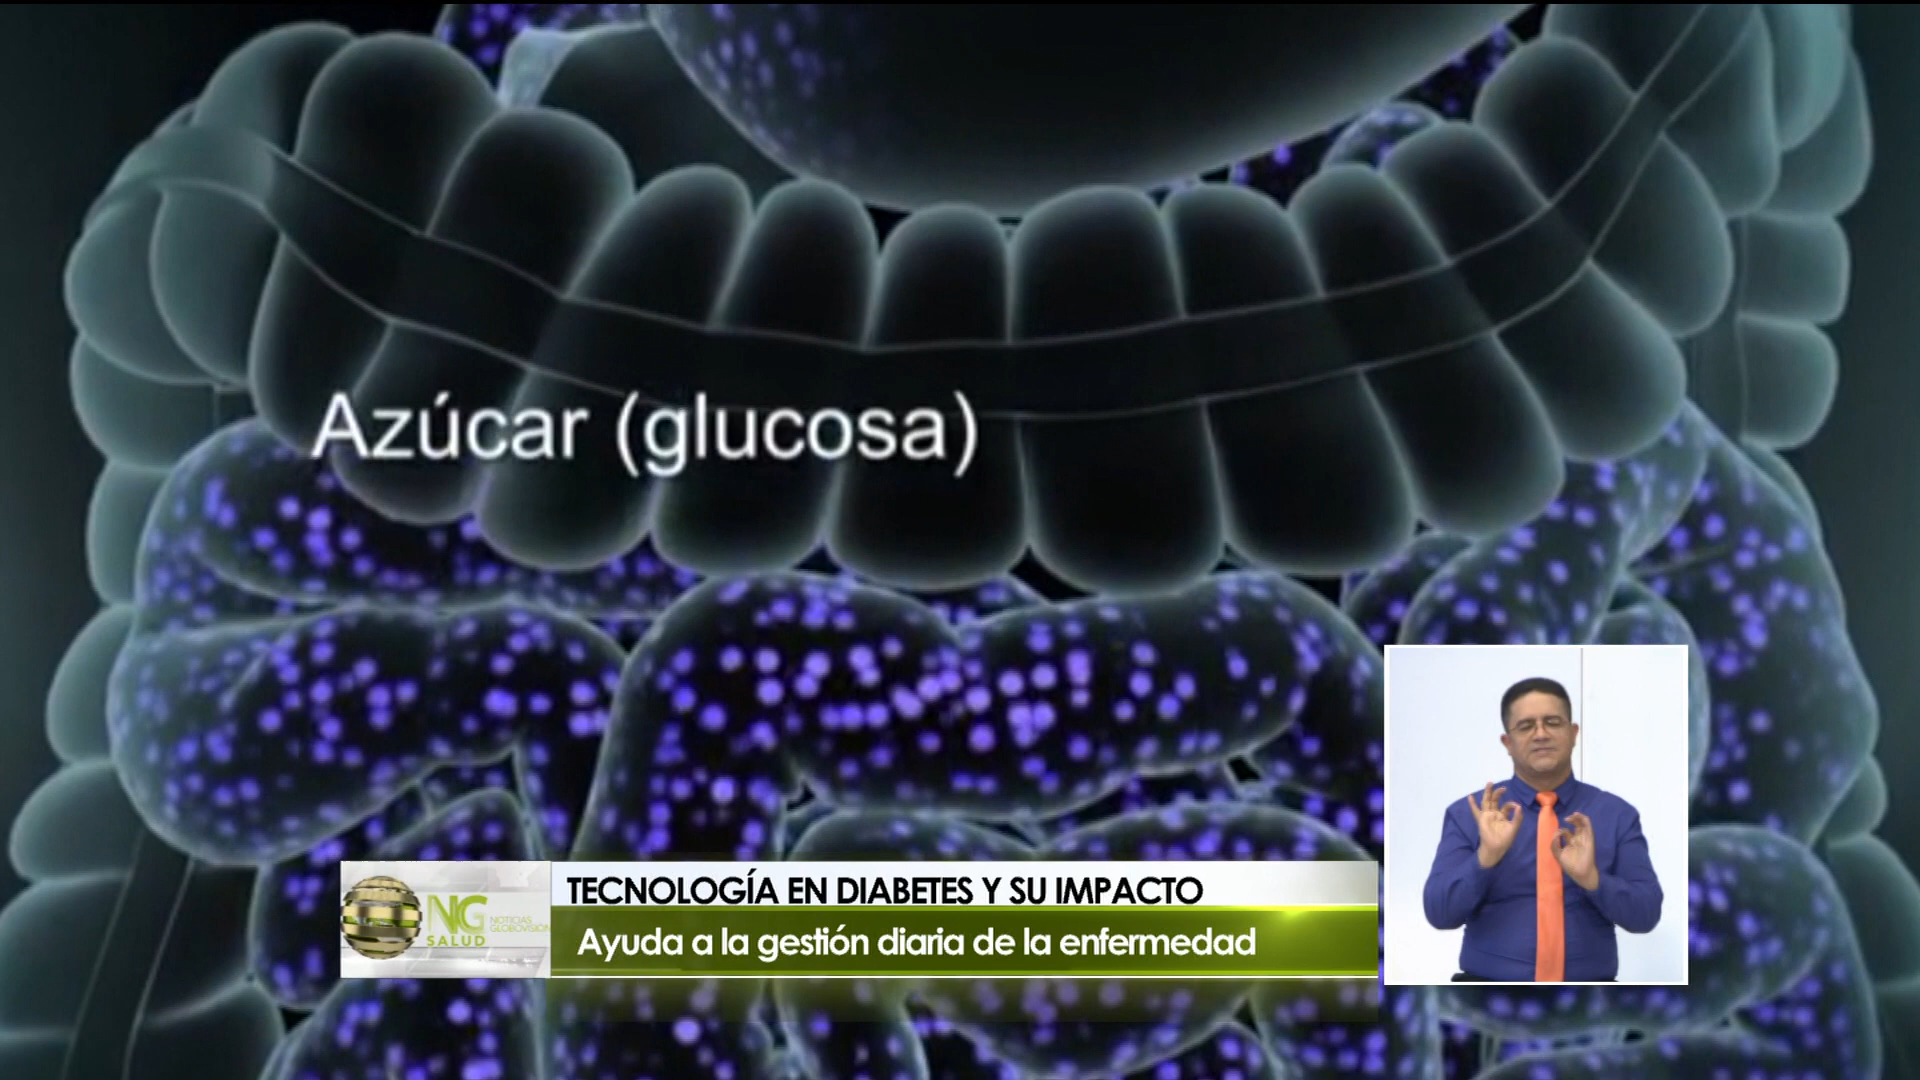 Azúcar (glucosa)
TECNOLOGÍA EN DIABETES Y SU IMPACTO
Ayuda a la gestión diaria de la enfermedad
NG
NOTICIAS
GLOBOVISIÓN
SALUD